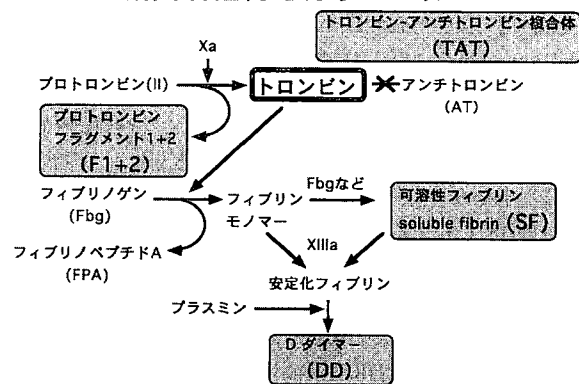 トロンビン-アンチトロンビン複合体
(TAT)
Xa
プロトロンビン(II)
トロンビン
アンチトロンビン
(AT)
プロトロンビン
フラグメント1+2
(F1+2)
フィブリノゲン
(Fbg)
フィブリン
モノマー
Fbgなど
可溶性フィブリン
soluble fibrin (SF)
フィブリノペプチドA
(FPA)
XIIIa
安定化フィブリン
プラスミン
D ダイマー
(DD)